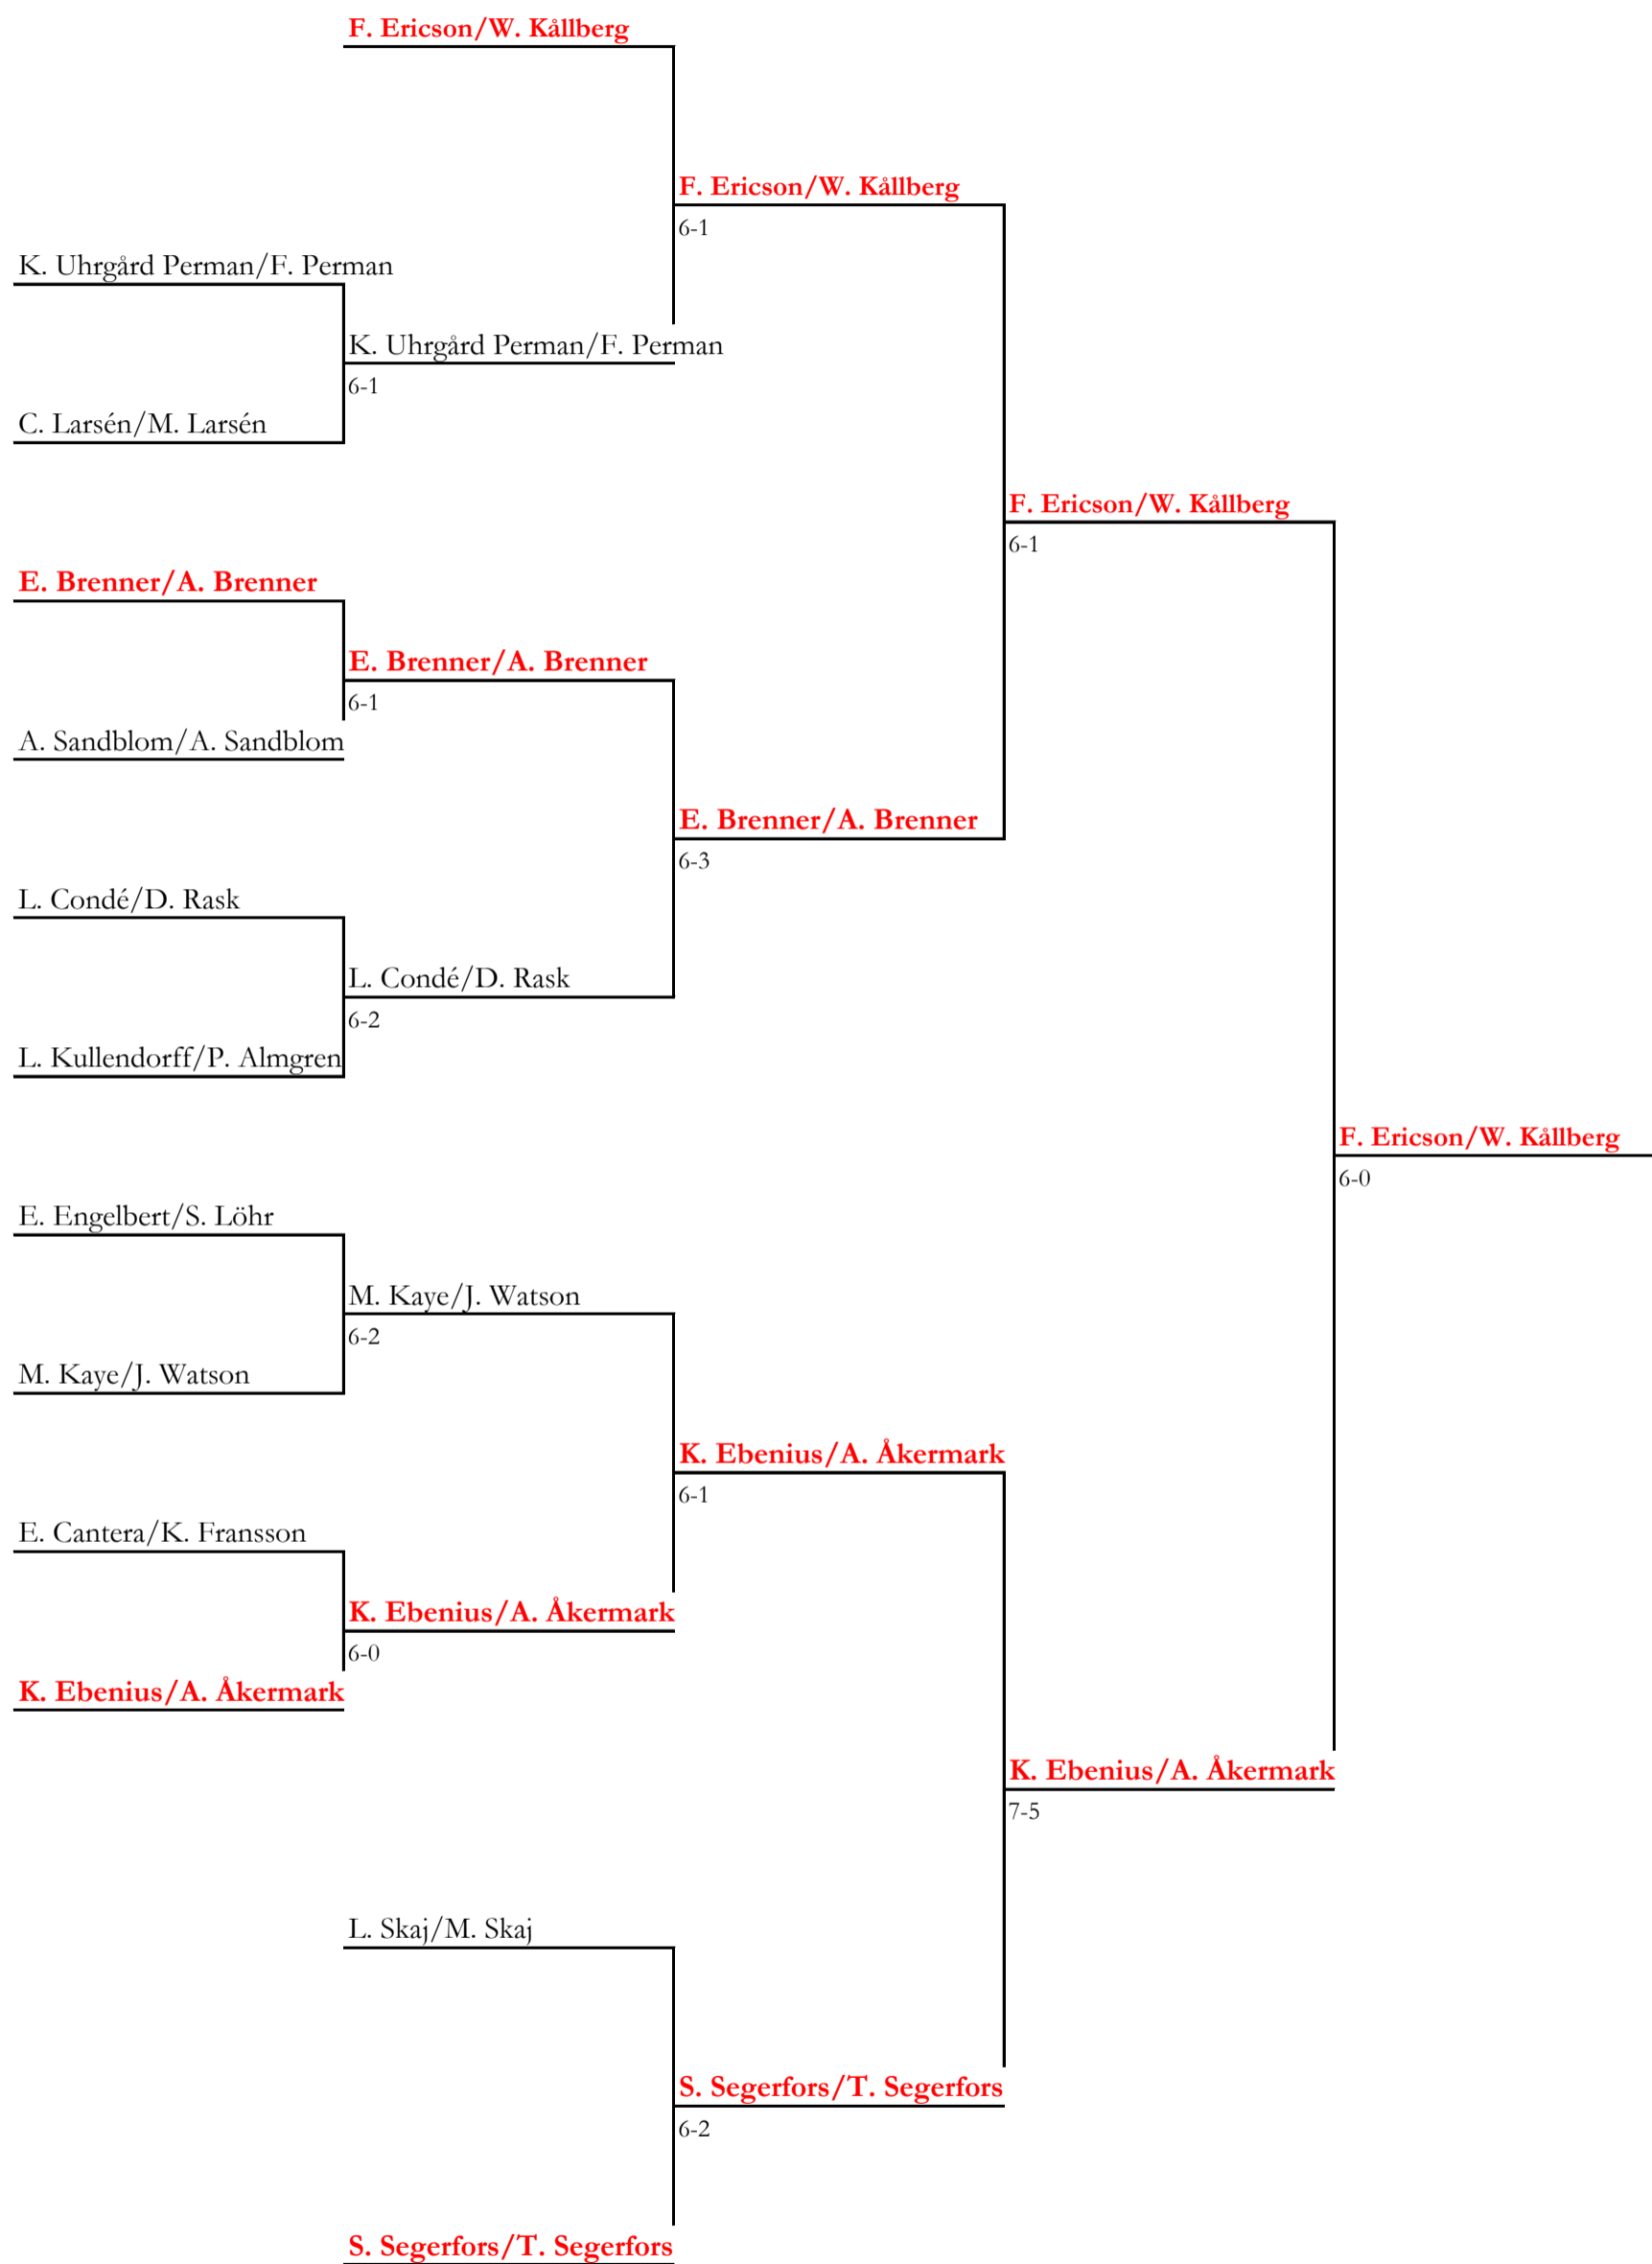 F. Ericson/W. Kållberg
F. Ericson/W. Kållberg
6-1
K. Uhrgård Perman/F. Perman
K. Uhrgård Perman/F. Perman
6-1
C. Larsén/M. Larsén
F. Ericson/W. Kållberg
6-1
E. Brenner/A. Brenner
E. Brenner/A. Brenner
6-1
A. Sandblom/A. Sandblom
E. Brenner/A. Brenner
6-3
L. Condé/D. Rask
L. Condé/D. Rask
6-2
L. Kullendorff/P. Almgren
F. Ericson/W. Kållberg
6-0
E. Engelbert/S. Löhr
M. Kaye/J. Watson
6-2
M. Kaye/J. Watson
K. Ebenius/A. Åkermark
6-1
E. Cantera/K. Fransson
K. Ebenius/A. Åkermark
6-0
K. Ebenius/A. Åkermark
K. Ebenius/A. Åkermark
7-5
L. Skaj/M. Skaj
S. Segerfors/T. Segerfors
6-2
S. Segerfors/T. Segerfors